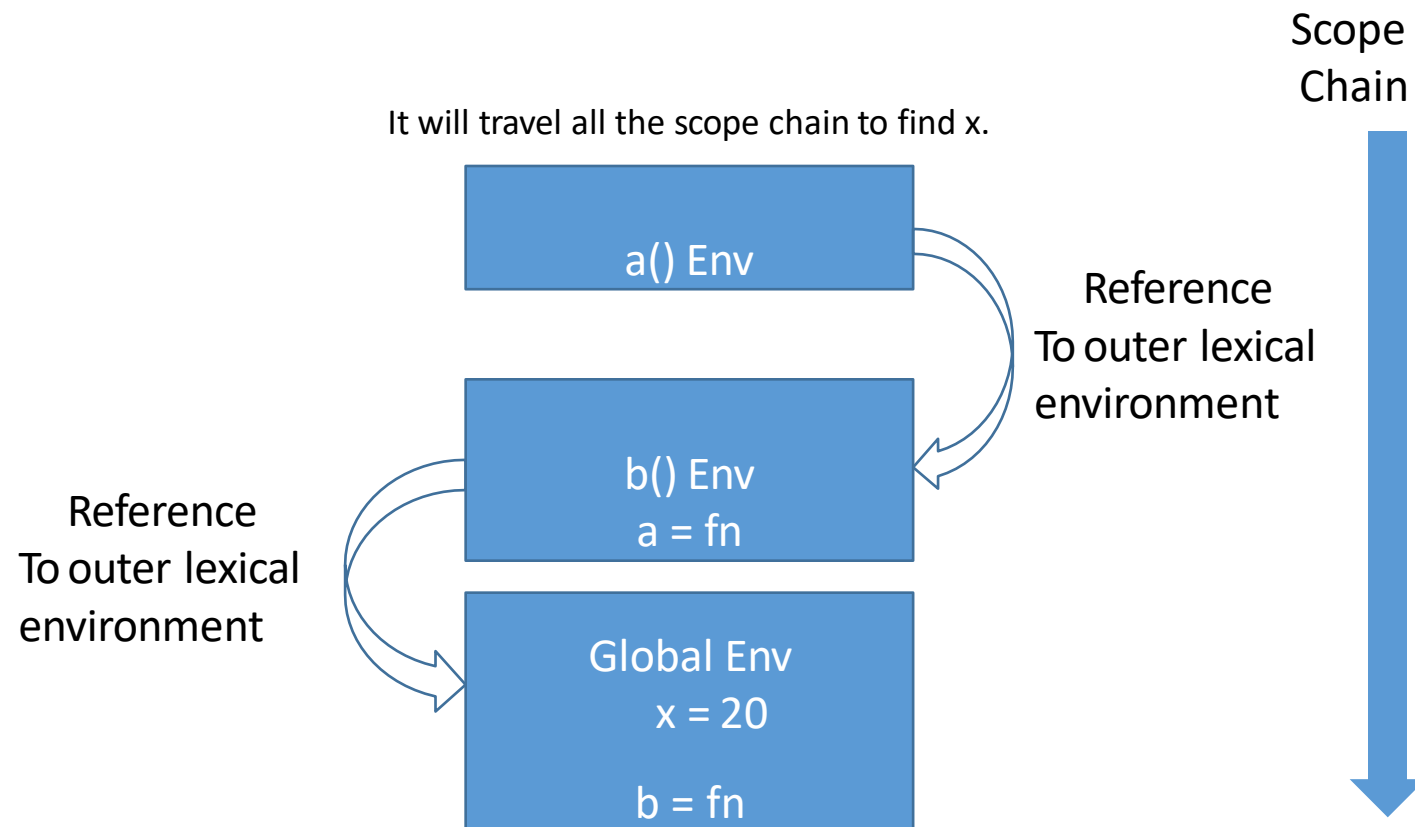 Scope
Chain
It will travel all the scope chain to find x.
a() Env
Reference
To outer lexical
environment
b() Env
a = fn
Reference
To outer lexical
environment
Global Env
x = 20
b = fn